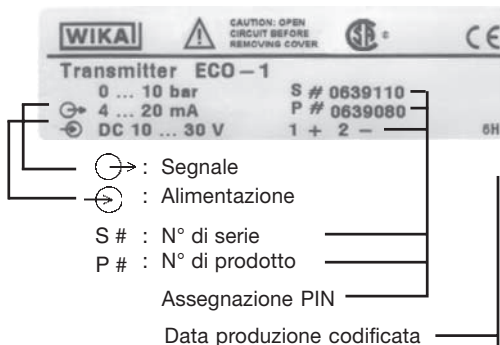 WIKAI
CAUTION: OPEN
CIRCUIT BEFORE
REMOVING COVER
CE
Transmitter ECO-1
0 ... 10 bar S # 0639110
4 ... 20 mA P # 0639080
DC 10 ... 30 V 1 + 2 - 6H
: Segnale
: Alimentazione
S # : N° di serie
P # : N° di prodotto
Assegnazione PIN
Data produzione codificata